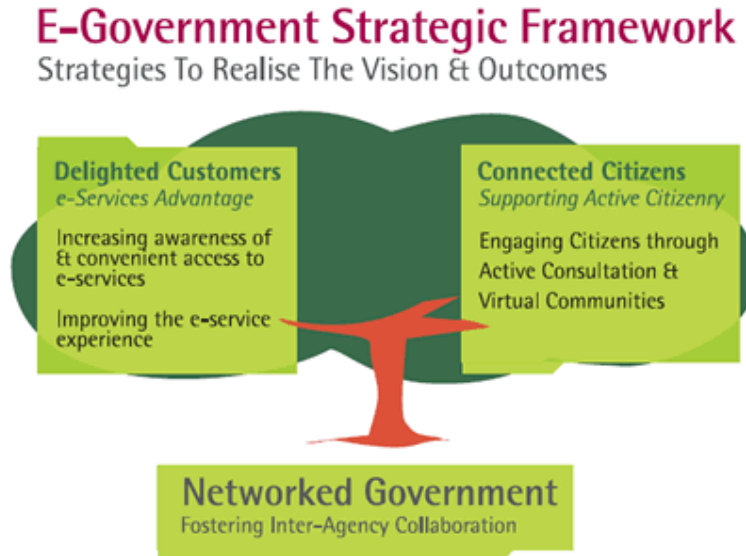 E-Government Strategic Framework
Strategies To Realise The Vision & Outcomes
Delighted Customers
e-Services Advantage
Increasing awareness of
& convenient access to
e-services
Improving the e-service
experience
Connected Citizens
Supporting Active Citizenry
Engaging Citizens through
Active Consultation &
Virtual Communities
Networked Government
Fostering Inter-Agency Collaboration